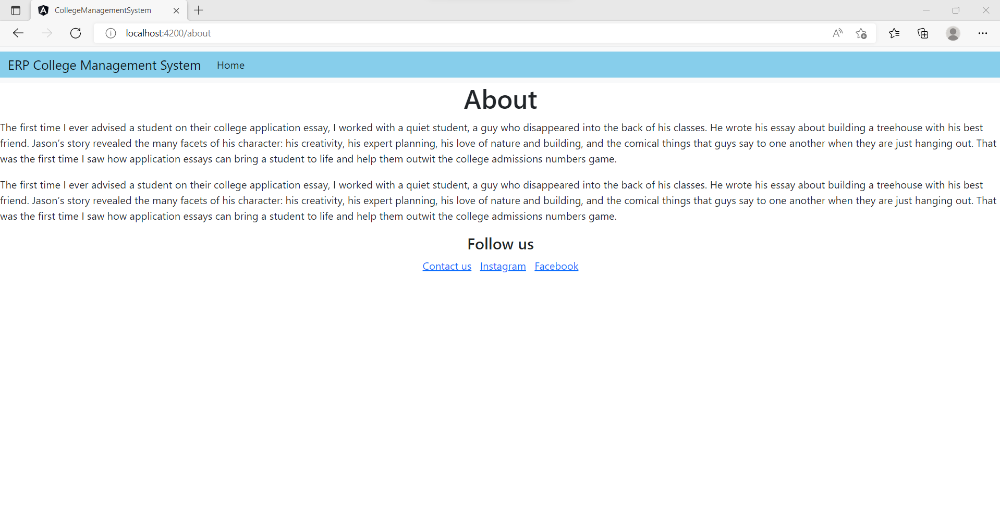 CollegeManagementSystem
localhost:4200/about
ERP College Management System Home
About
The first time I ever advised a student on their college application essay, I worked with a quiet student, a guy who disappeared into the back of his classes. He wrote his essay about building a treehouse with his best
friend. Jason’s story revealed the many facets of his character: his creativity, his expert planning, his love of nature and building, and the comical things that guys say to one another when they are just hanging out. That
was the first time I saw how application essays can bring a student to life and help them outwit the college admissions numbers game.
The first time I ever advised a student on their college application essay, I worked with a quiet student, a guy who disappeared into the back of his classes. He wrote his essay about building a treehouse with his best
friend. Jason’s story revealed the many facets of his character: his creativity, his expert planning, his love of nature and building, and the comical things that guys say to one another when they are just hanging out. That
was the first time I saw how application essays can bring a student to life and help them outwit the college admissions numbers game.
Follow us
Contact us Instagram Facebook